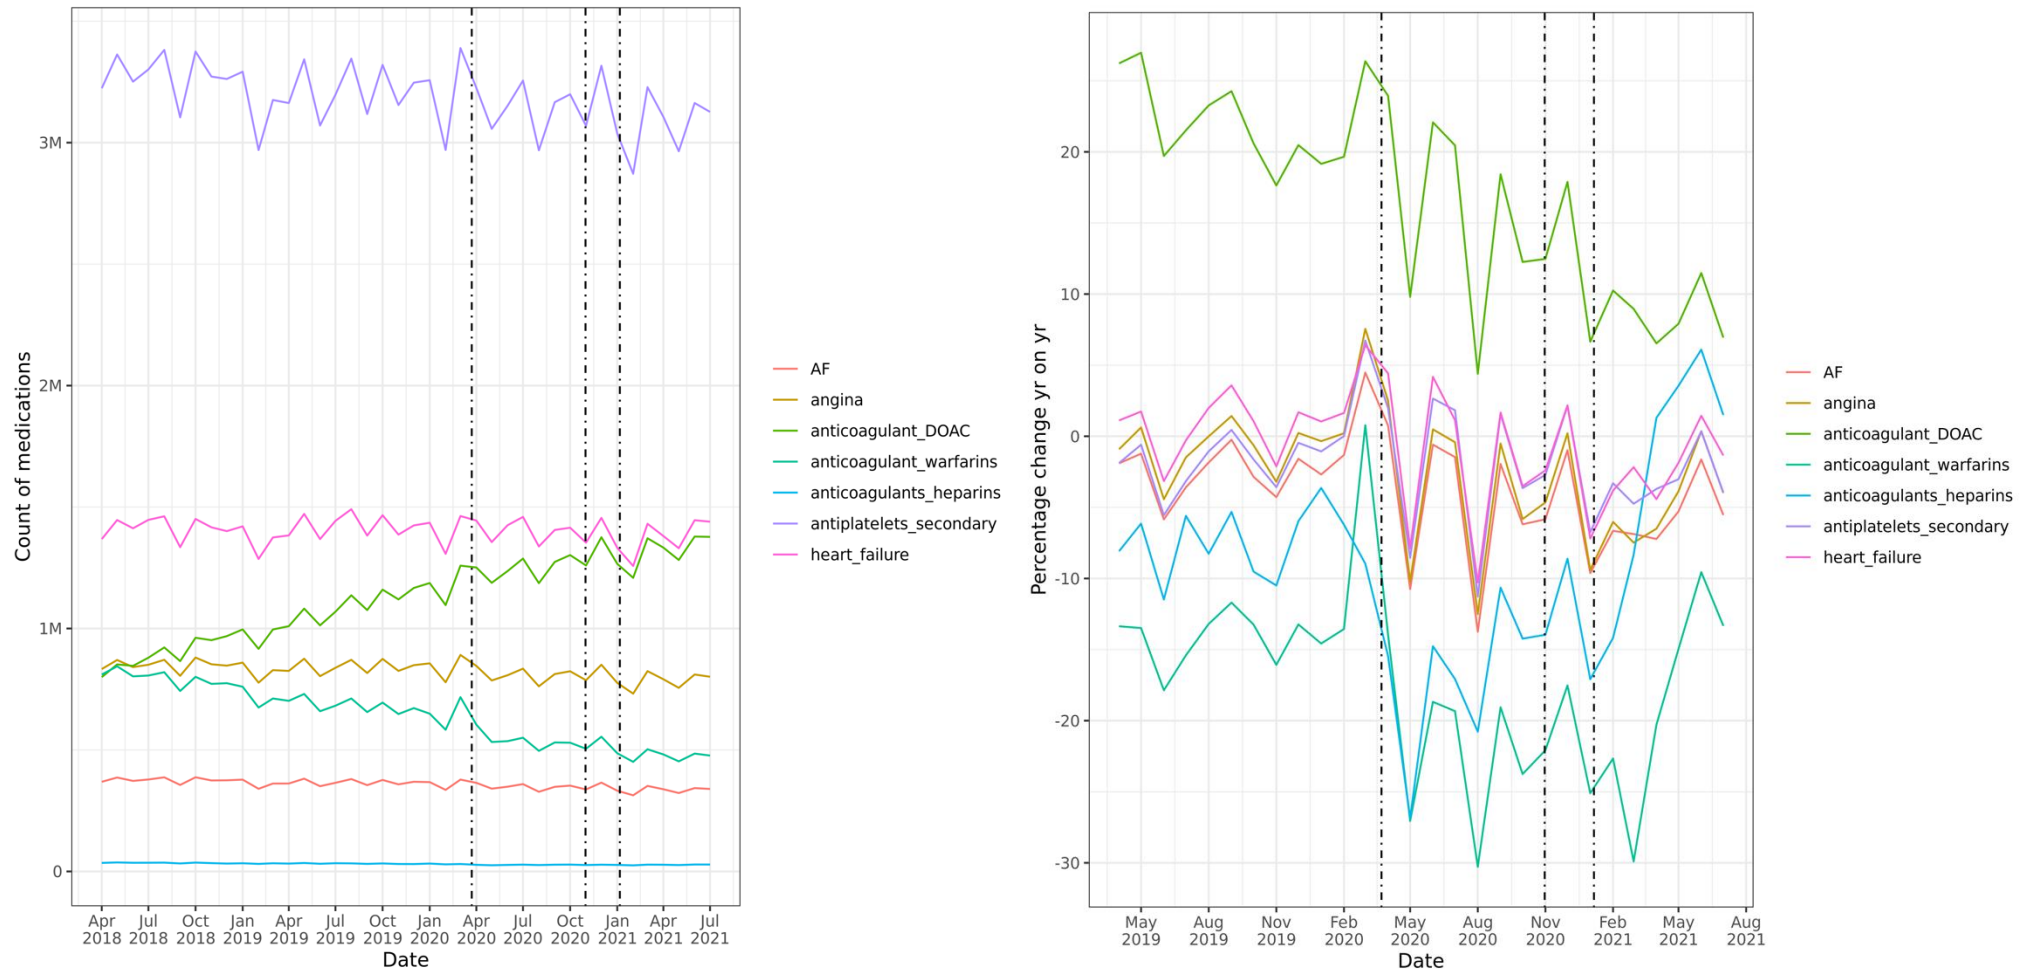 Count of medications
3M
2M
1M
0
Apr Jul Oct Jan Apr Jul Oct Jan Apr Jul Oct Jan Apr Jul
2018 2018 2018 2019 2019 2019 2019 2020 2020 2020 2020 2021 2021 2021
Date
AF
angina
anticoagulant_DOAC
anticoagulant_warfarins
anticoagulants_heparins
antiplatelets_secondary
heart_failure
Percentage change yr on yr
20
10
0
-10
-20
-30
May Aug Nov Feb May Aug Nov Feb May Aug
2019 2019 2019 2020 2020 2020 2020 2021 2021 2021
Date
AF
angina
anticoagulant_DOAC
anticoagulant_warfarins
anticoagulants_heparins
antiplatelets_secondary
heart_failure